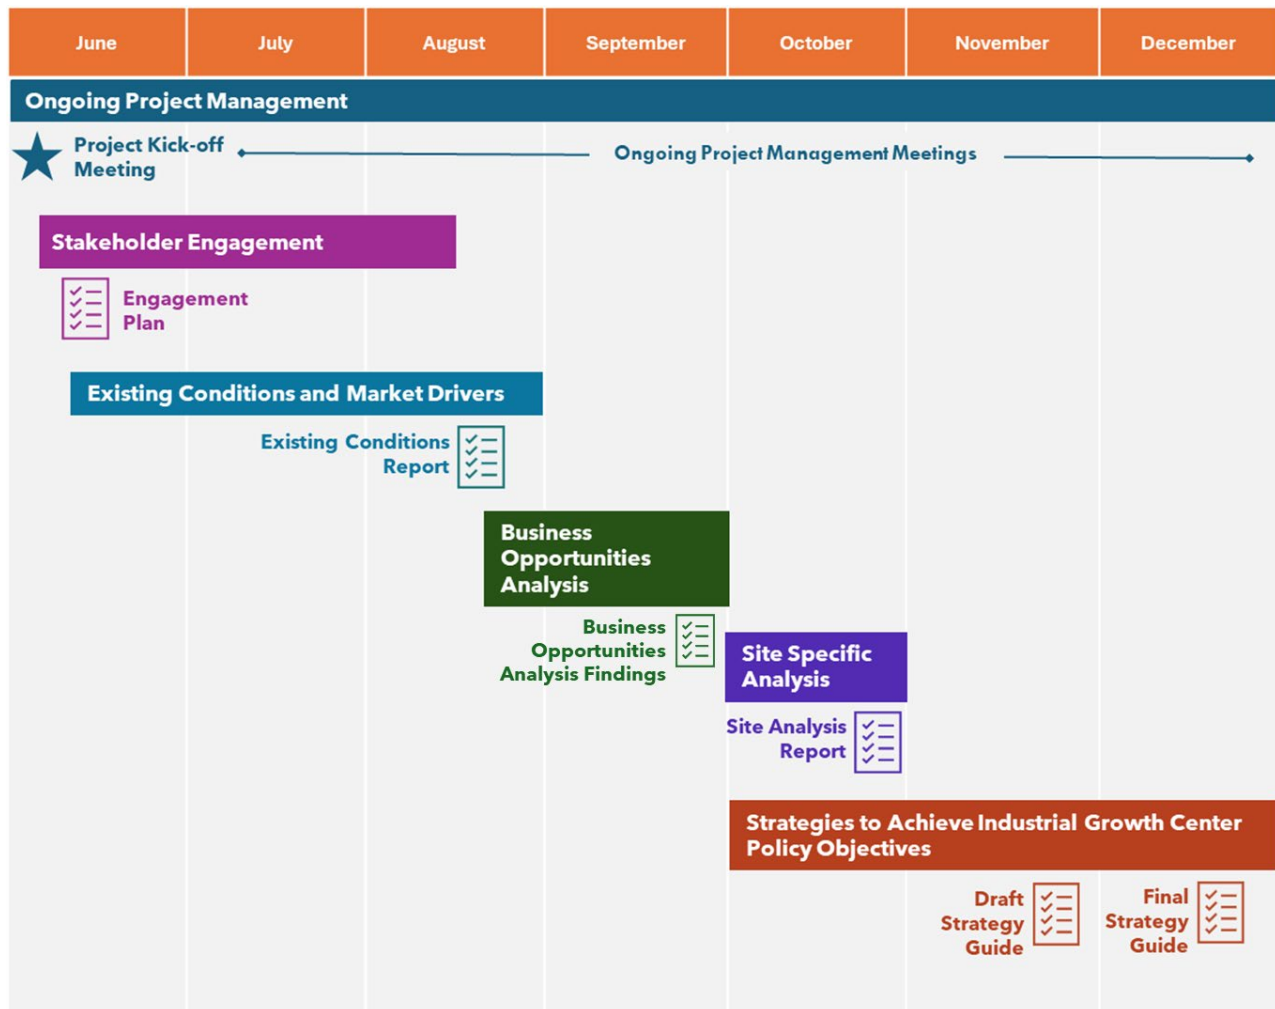 June
July
August
September
October
November
December
Ongoing Project Management
Project Kick-off
Meeting
Ongoing Project Management Meetings
Stakeholder Engagement
Engagement
Plan
Existing Conditions and Market Drivers
Existing Conditions
Report
Business
Opportunities
Analysis
Business
Opportunities
Analysis Findings
Site Specific
Analysis
Site Analysis
Report
Strategies to Achieve Industrial Growth Center
Policy Objectives
Draft
Strategy
Guide
Final
Strategy
Guide